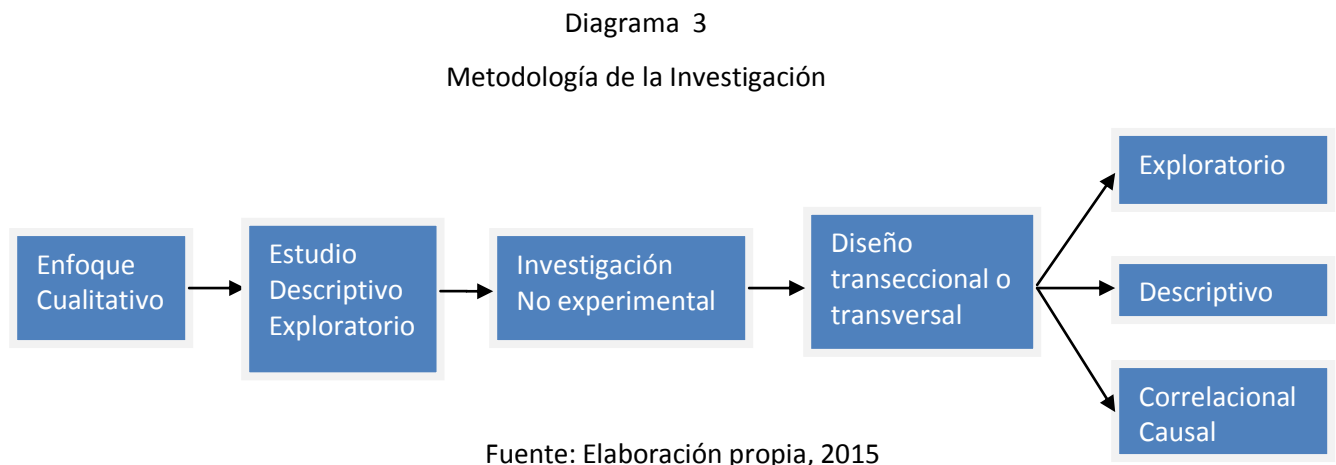 Diagrama 3
Metodología de la Investigación
Enfoque
Cualitativo
Estudio
Descriptivo
Exploratorio
Investigación
No experimental
Diseño
transeccional o
transversal
Exploratorio
Descriptivo
Correlacional
Causal
Fuente: Elaboración propia, 2015